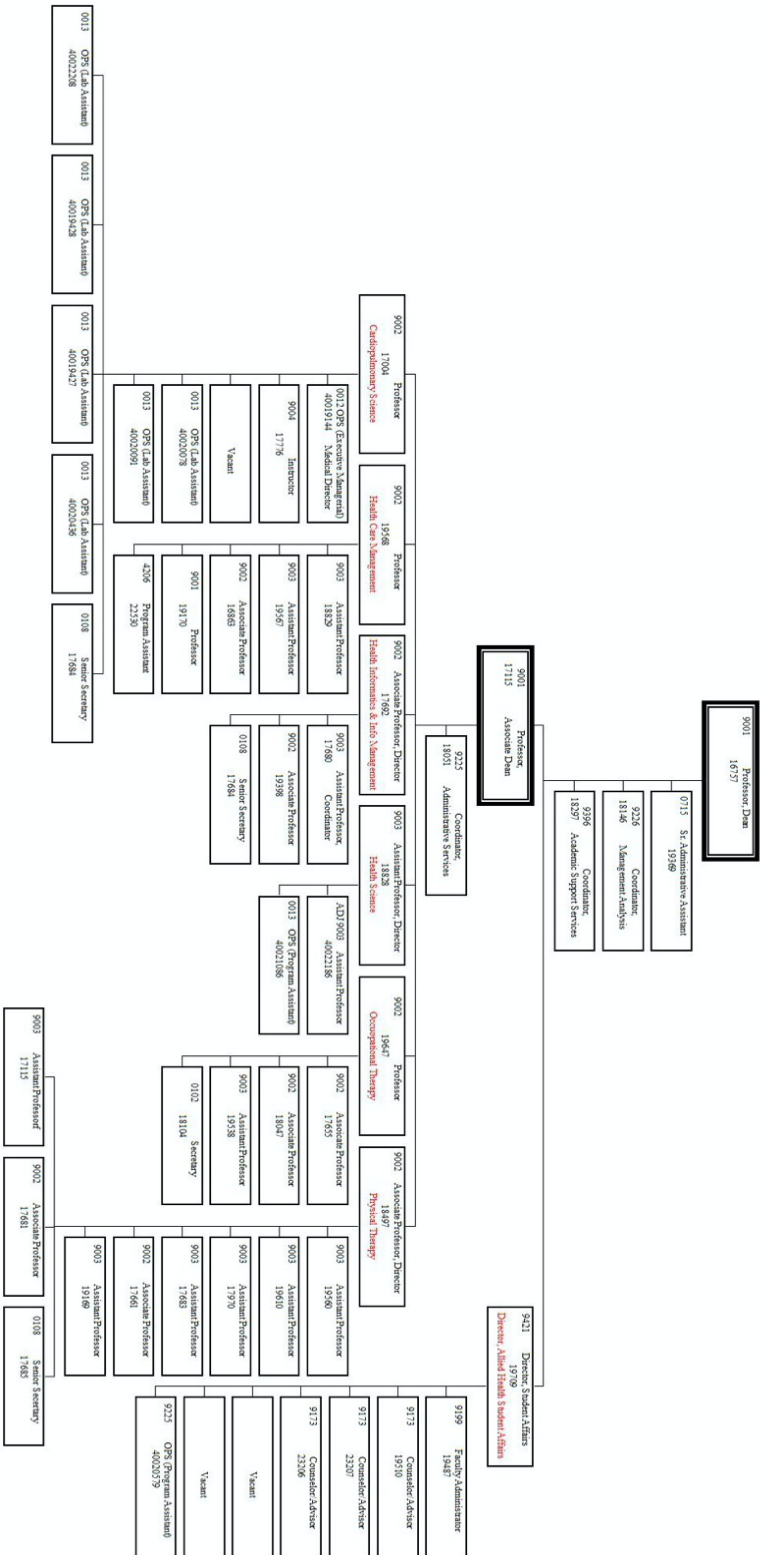 9001 Professor, Dean
16757
0715 Sr. Administrative Assistant
19369
9226 Coordinator,
18146 Management Analysis
9396 Coordinator,
18297 Academic Support Services
9001 Professor,
17115 Associate Dean
9421 Director, Student Affairs
19709
Director, Allied Health Student Affairs
9225 Coordinator,
18051 Administrative Services
9002 Professor
17004
Cardiopulmonary Science
9002 Professor
19568
Health Care Management
9002 Associate Professor, Director
17692
Health Informatics & Info Management
9003 Assistant Professor, Director
18828
Health Science
9002 Professor
19647
Occuopational Therapy
9002 Associate Professor, Director
18497
Physical Therapy
0012 OPS (Executive Managerial)
40019144 Medical Director
9004 Instructor
17776
Vacant
0013 OPS (Lab Assistant)
40020078
0013 OPS (Lab Assistant)
40020091
0013 OPS (Lab Assistant)
40022208
0013 OPS (Lab Assistant)
40019428
0013 OPS (Lab Assistant)
40019427
0013 OPS (Lab Assistant)
40020436
0108 Senior Secretary
17684
9003 Assistant Professor
18829
9003 Assistant Professor
19567
9002 Associate Professor
16863
9001 Professor
19170
4206 Program Assistant
22530
9003 Assistant Professor,
17680 Coordinator
9002 Associate Professor
19398
0108 Senior Secretary
17684
ADJ 9003 Assistant Professor
40022186
0013 OPS (Program Assistant)
40021086
9002 Assoicate Professor
17655
9002 Associate Professor
18047
9003 Assistant Professor
19538
0102 Secretary
18104
9003 Assistant Professor
19560
9003 Assistant Professor
19610
9003 Assistant Professor
17970
9003 Assistant Professor
17683
9002 Associate Professor
17661
9003 Assistant Professor
19169
9003 Assistant Professorf
17115
9002 Associate Professor
17681
0108 Senior Secertary
17685
9199 Faculty Administrator
19487
9173 Counselor/Advisor
19510
9173 Counselor/Advisor
23207
9173 Counselor/Advisor
23206
Vacant
Vacant
9225 OPS (Program Assistant)
40020579